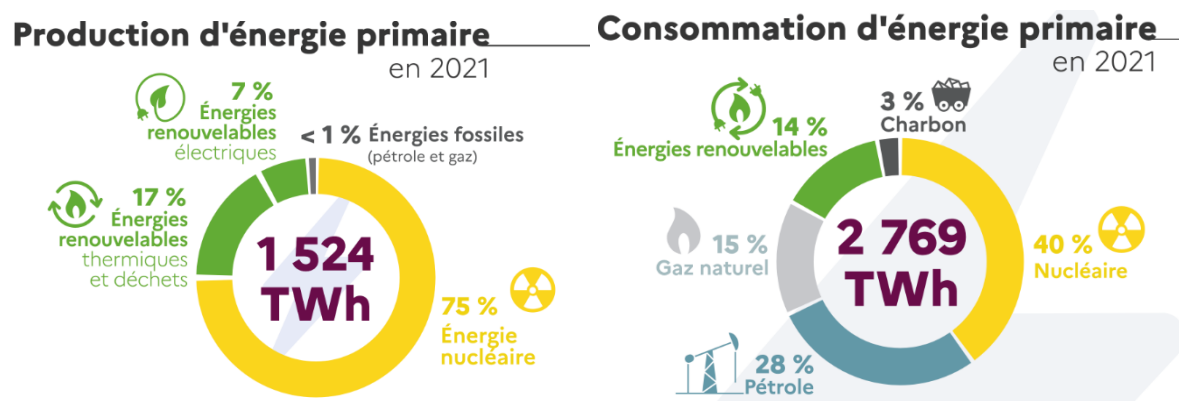 Production d'énergie primaire
en 2021
7 %
Énergies
renouvelables
électriques
< 1 % Énergies fossiles
(pétrole et gaz)
17 %
Énergies
renouvelables
thermiques
et déchets
1 524
TWh
75 %
Énergie
nucléaire
Consommation d'énergie primaire
en 2021
3 %
Charbon
14 %
Énergies renouvelables
15 %
Gaz naturel
2 769
TWh
40 %
Nucléaire
28 %
Pétrole